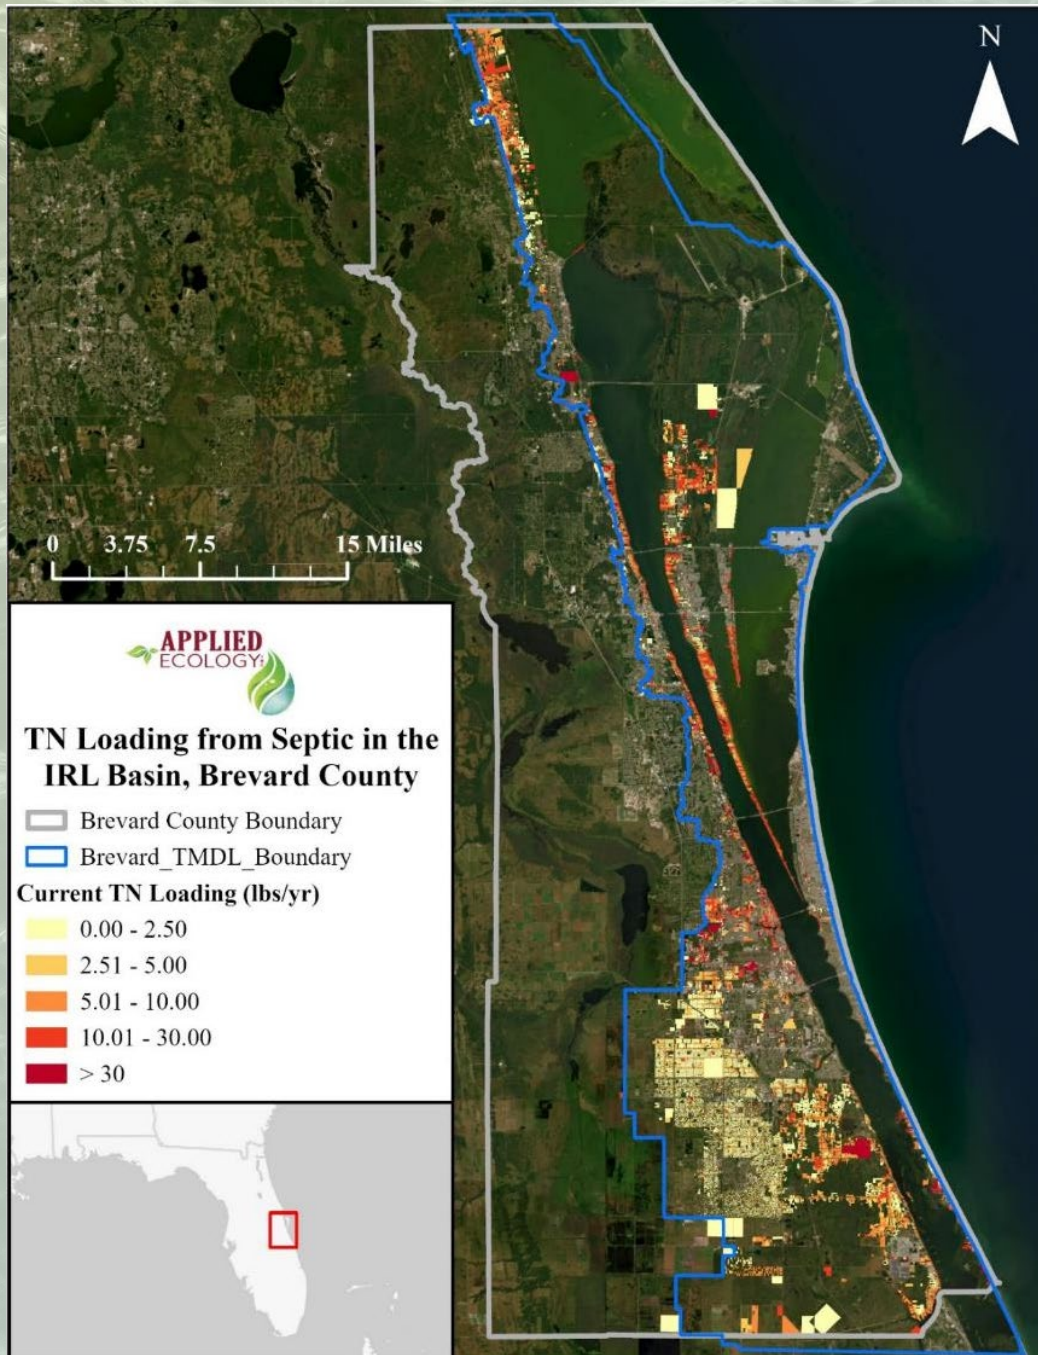 N
0 3.75 7.5 15 Miles
APPLIED
ECOLOGY
TN Loading from Septic in the
IRL Basin, Brevard County
Brevard County Boundary
Brevard_TMDL_Boundary
Current TN Loading (lbs/yr)
0.00 - 2.50
2.51 - 5.00
5.01 - 10.00
10.01 - 30.00
> 30